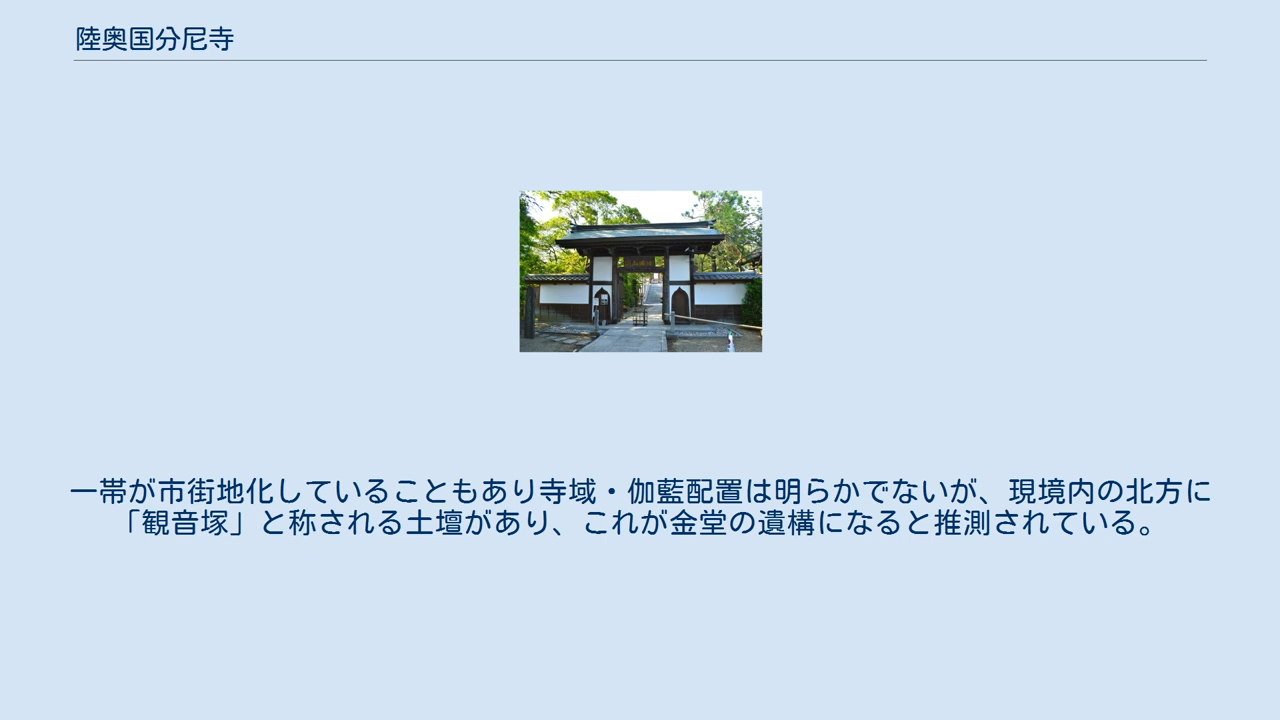 陸奥国分尼寺
一帯が市街地化していることもあり寺域・伽藍配置は明らかでないが、現境内の北方に
「観音塚」と称される土壇があり、これが金堂の遺構になると推測されている。